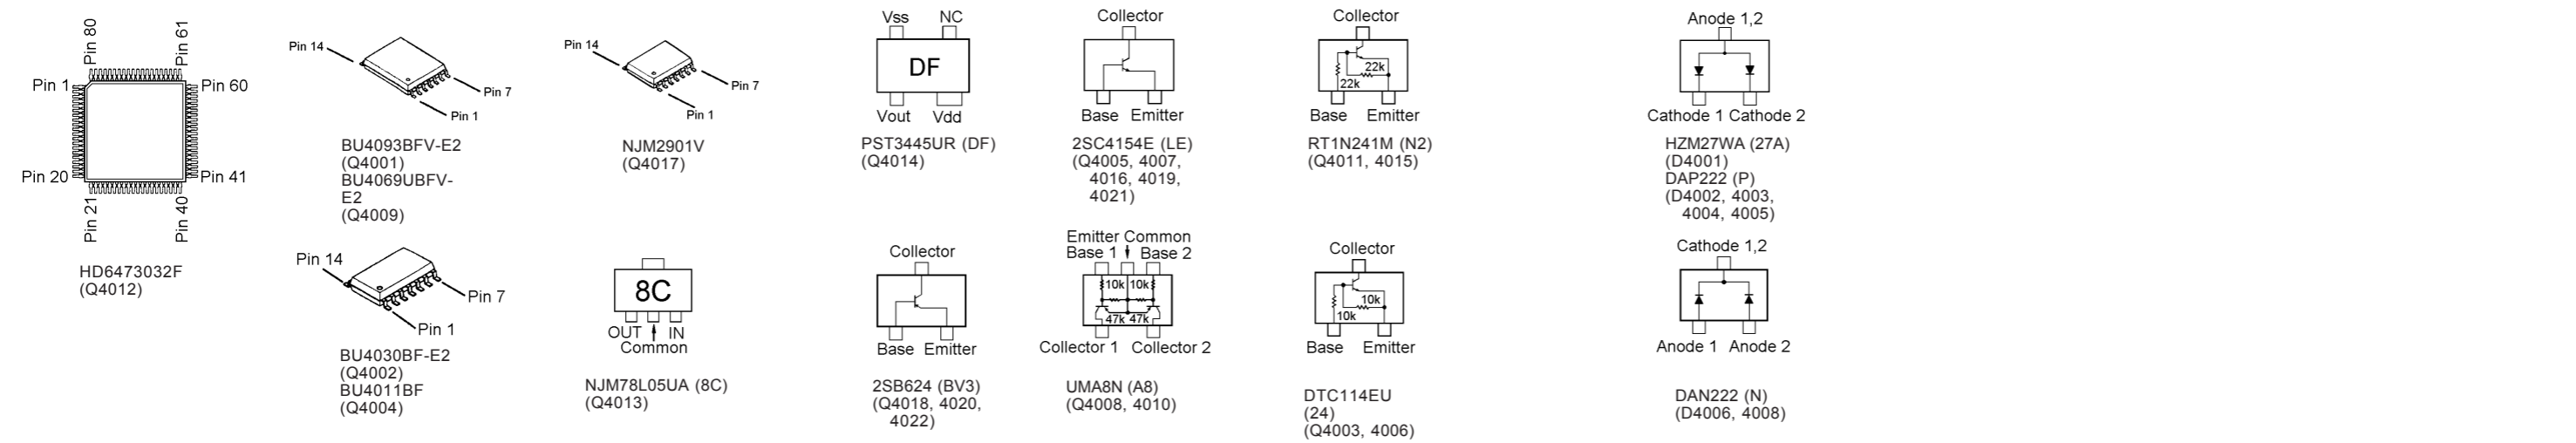 Pin 80
Pin 61
Pin 1
Pin 60
Pin 20
Pin 41
Pin 21
Pin 40
HD6473032F
(Q4012)
Pin 14
Pin 7
Pin 1
BU4093BFV-E2
(Q4001)
BU4069UBFV-
E2
(Q4009)
Pin 14
Pin 7
Pin 1
BU4030BF-E2
(Q4002)
BU4011BF
(Q4004)
Pin 14
Pin 7
Pin 1
NJM2901V
(Q4017)
8C
OUT
IN
Common
NJM78L05UA (8C)
(Q4013)
Vss NC
DF
Vout Vdd
PST3445UR (DF)
(Q4014)
Collector
Base Emitter
2SB624 (BV3)
(Q4018, 4020,
4022)
Collector
Base Emitter
2SC4154E (LE)
(Q4005, 4007,
4016, 4019,
4021)
Emitter Common
Base 1 Base 2
10k 10k
47k 47k
Collector 1 Collector 2
UMA8N (A8)
(Q4008, 4010)
Collector
22k
22k
Base Emitter
RT1N241M (N2)
(Q4011, 4015)
Collector
10k
10k
Base Emitter
DTC114EU
(24)
(Q4003, 4006)
Anode 1,2
Cathode 1 Cathode 2
HZM27WA (27A)
(D4001)
DAP222 (P)
(D4002, 4003,
4004, 4005)
Cathode 1,2
Anode 1 Anode 2
DAN222 (N)
(D4006, 4008)